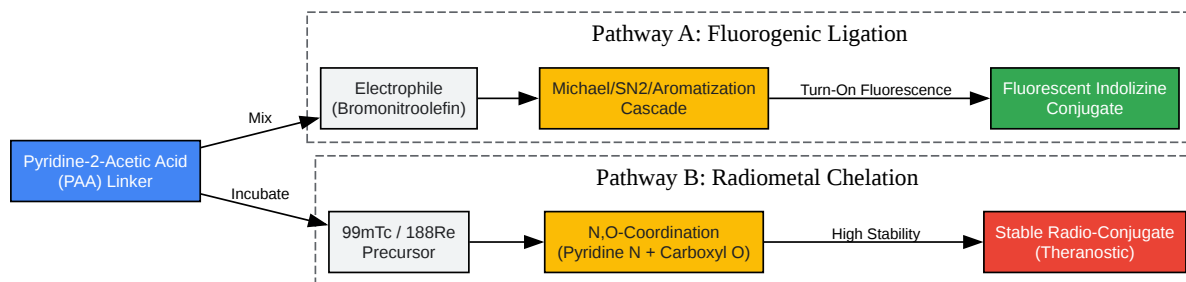 Pathway A: Fluorogenic Ligation
Electrophile
(Bromonitroolefin)
Michael/SN2/Aromatization
Cascade
Turn-On Fluorescence
Fluorescent Indolizine
Conjugate
Mix
Pyridine-2-Acetic Acid
(PAA) Linker
Incubate
Pathway B: Radiometal Chelation
99mTc / 188Re
Precursor
N,O-Coordination
(Pyridine N + Carboxyl O)
High Stability
Stable Radio-Conjugate
(Theranostic)